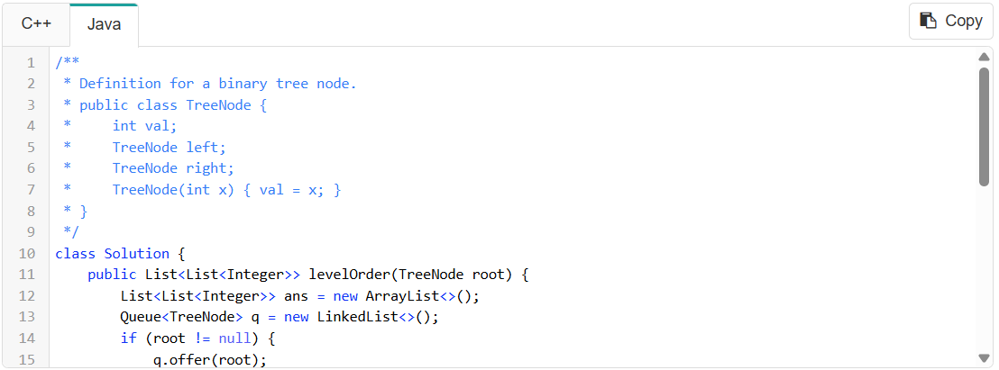 C++ Java Copy
1 /**
2  * Definition for a binary tree node.
3  * public class TreeNode {
4  *     int val;
5  *     TreeNode left;
6  *     TreeNode right;
7  *     TreeNode(int x) { val = x; }
8  * }
9  */
10 class Solution {
11     public List<List<Integer>> levelOrder(TreeNode root) {
12         List<List<Integer>> ans = new ArrayList<>();
13         Queue<TreeNode> q = new LinkedList<>();
14         if (root != null) {
15             q.offer(root);